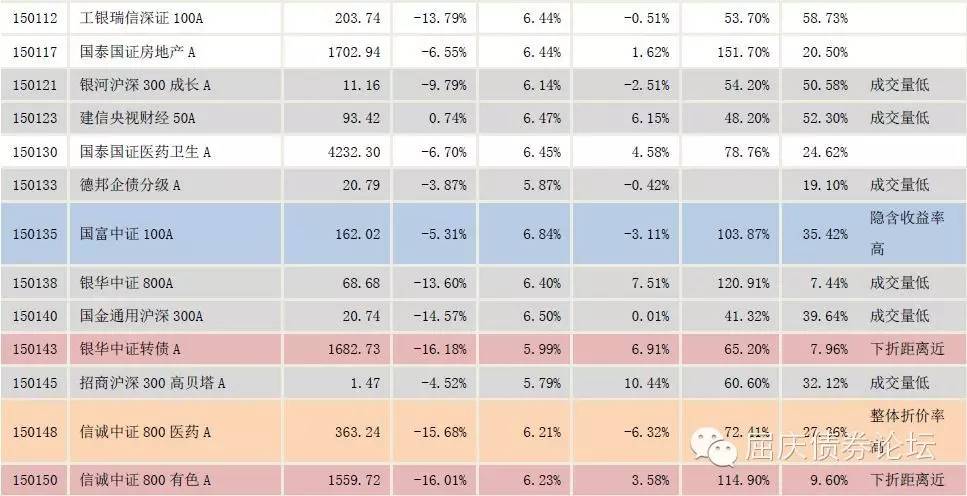 150112 工银瑞信深证 100A 203.74 -13.79% 6.44% -0.51% 53.70% 58.73%
150117 国泰国证房地产 A 1702.94 -6.55% 6.44% 1.62% 151.70% 20.50%
150121 银河沪深 300 成长 A 11.16 -9.79% 6.14% -2.51% 54.20% 50.58% 成交量低
150123 建信央视财经 50A 93.42 0.74% 6.47% 6.15% 48.20% 52.30% 成交量低
150130 国泰国证医药卫生 A 4232.30 -6.70% 6.45% 4.58% 78.76% 24.62%
150133 德邦企债分级 A 20.79 -3.87% 5.87% -0.42% 19.10% 成交量低
150135 国富中证 100A 162.02 -5.31% 6.84% -3.11% 103.87% 35.42% 隐含收益率
高
150138 银华中证 800A 68.68 -13.60% 6.40% 7.51% 120.91% 7.44% 成交量低
150140 国金通用沪深 300A 20.74 -14.57% 6.50% 0.01% 41.32% 39.64% 成交量低
150143 银华中证转债 A 1682.73 -16.18% 5.99% 6.91% 65.20% 7.96% 下折距离近
150145 招商沪深 300 高贝塔 A 1.47 -4.52% 5.79% 10.44% 60.60% 32.12% 成交量低
150148 信诚中证 800 医药 A 363.24 -15.68% 6.21% -6.32% 72.41% 27.36% 整体折价率
高
屈庆债券论坛
150150 信诚中证 800 有色 A 1559.72 -16.01% 6.23% 3.58% 114.90% 9.60% 下折距离近